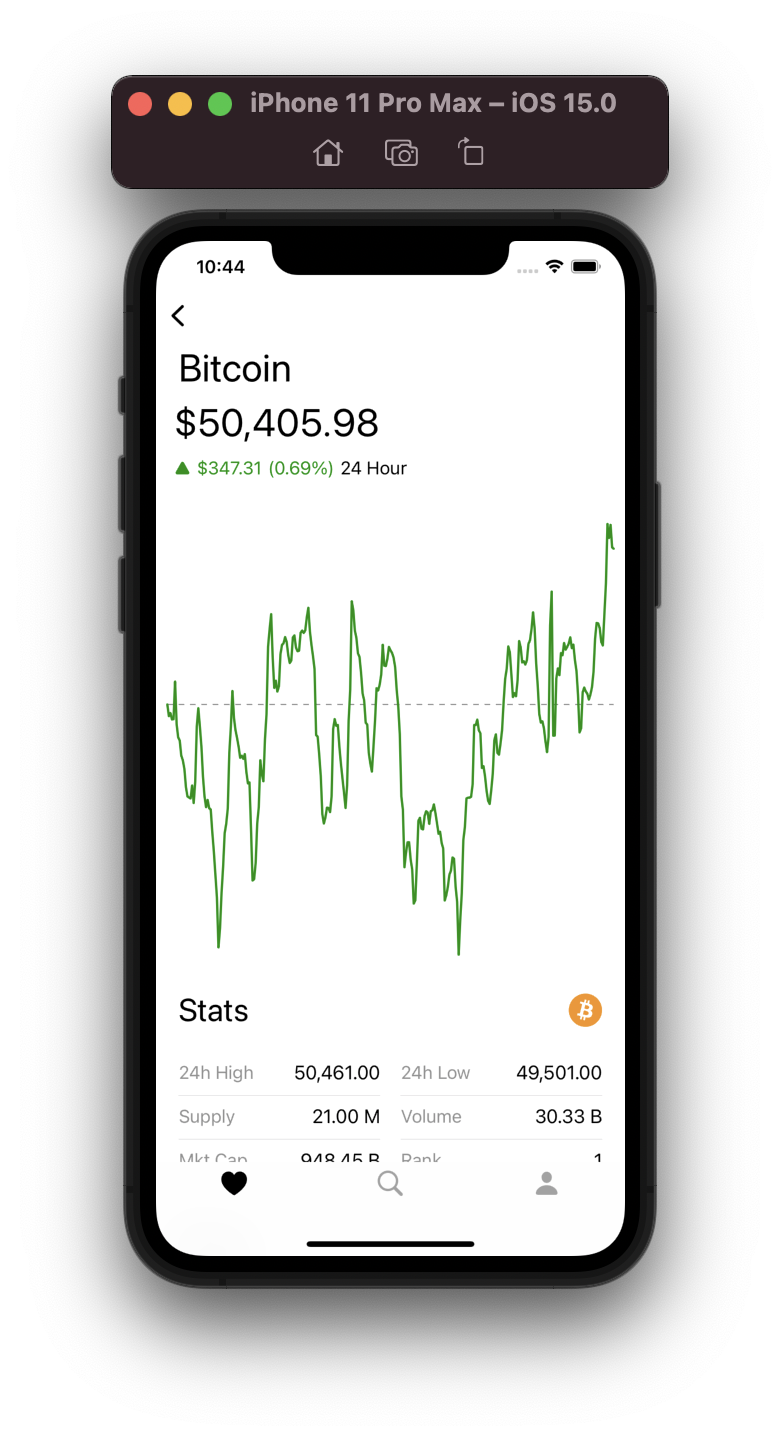 iPhone 11 Pro Max – iOS 15.0
10:44
Bitcoin
$50,405.98
$347.31 (0.69%) 24 Hour
Stats
24h High 50,461.00 24h Low 49,501.00
Supply 21.00 M Volume 30.33 B
Mkt Cap 948.45 B Rank 1